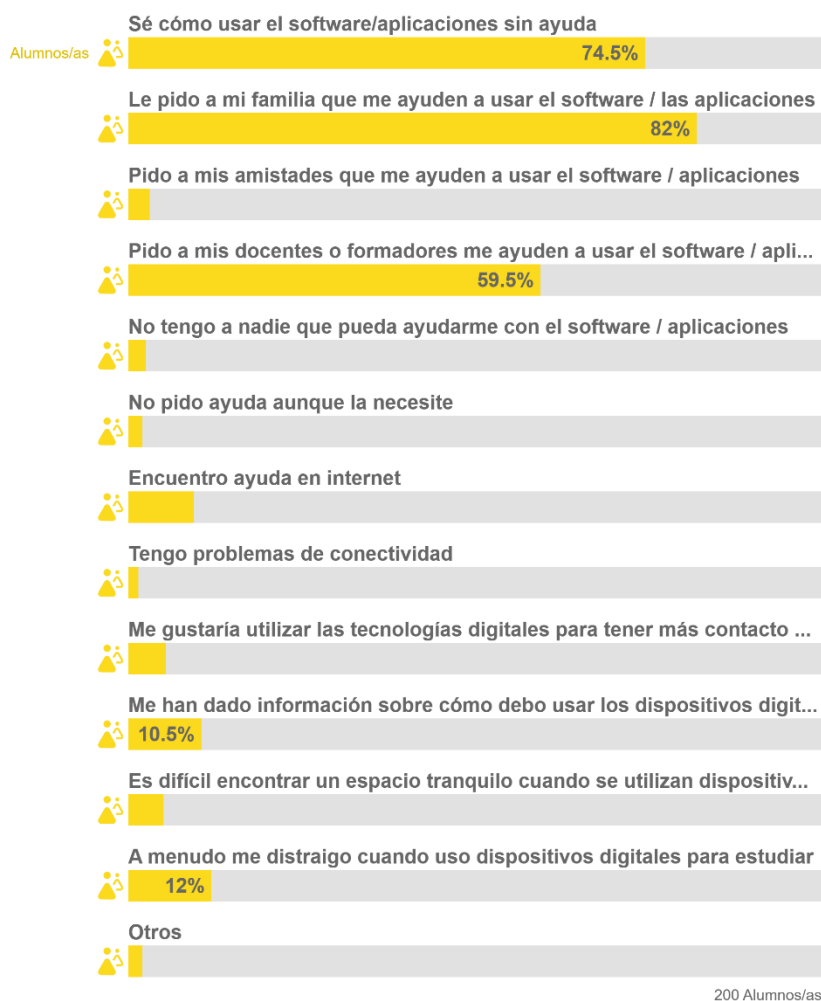 Sé cómo usar el software/aplicaciones sin ayuda
Alumnos/as
74.5%
Le pido a mi familia que me ayuden a usar el software / las aplicaciones
82%
Pido a mis amistades que me ayuden a usar el software / aplicaciones
Pido a mis docentes o formadores me ayuden a usar el software / apli...
59.5%
No tengo a nadie que pueda ayudarme con el software / aplicaciones
No pido ayuda aunque la necesite
Encuentro ayuda en internet
Tengo problemas de conectividad
Me gustaría utilizar las tecnologías digitales para tener más contacto ...
Me han dado información sobre cómo debo usar los dispositivos digit...
10.5%
Es difícil encontrar un espacio tranquilo cuando se utilizan dispositiv...
A menudo me distraigo cuando uso dispositivos digitales para estudiar
12%
Otros
200 Alumnos/as